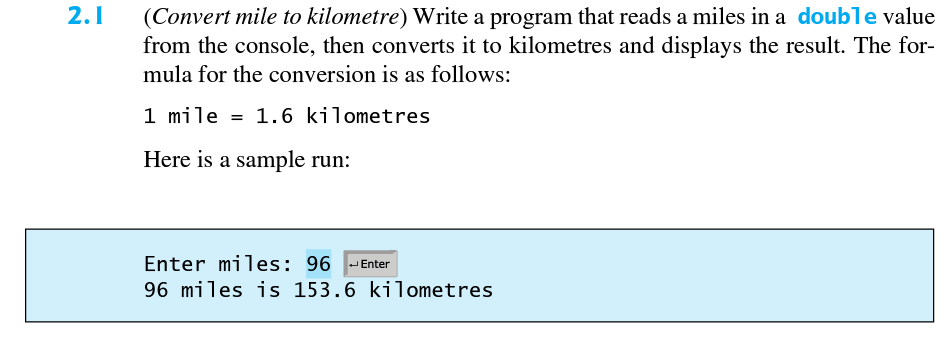 2.1 (Convert mile to kilometre) Write a program that reads a miles in a double value
from the console, then converts it to kilometres and displays the result. The for-
mula for the conversion is as follows:
1 mile = 1.6 kilometres
Here is a sample run:
Enter miles: 96 ↵Enter
96 miles is 153.6 kilometres